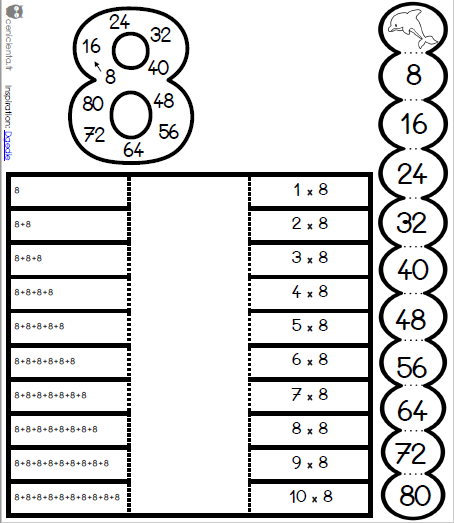 cenicienta.fr
Inspiration: Dgedie
24
16
32
8
40
80
48
72
56
64
8
1 x 8
8+8
2 x 8
8+8+8
3 x 8
8+8+8+8
4 x 8
8+8+8+8+8
5 x 8
8+8+8+8+8+8
6 x 8
8+8+8+8+8+8+8
7 x 8
8+8+8+8+8+8+8+8
8 x 8
8+8+8+8+8+8+8+8+8
9 x 8
8+8+8+8+8+8+8+8+8+8
10 x 8
8
16
24
32
40
48
56
64
72
80